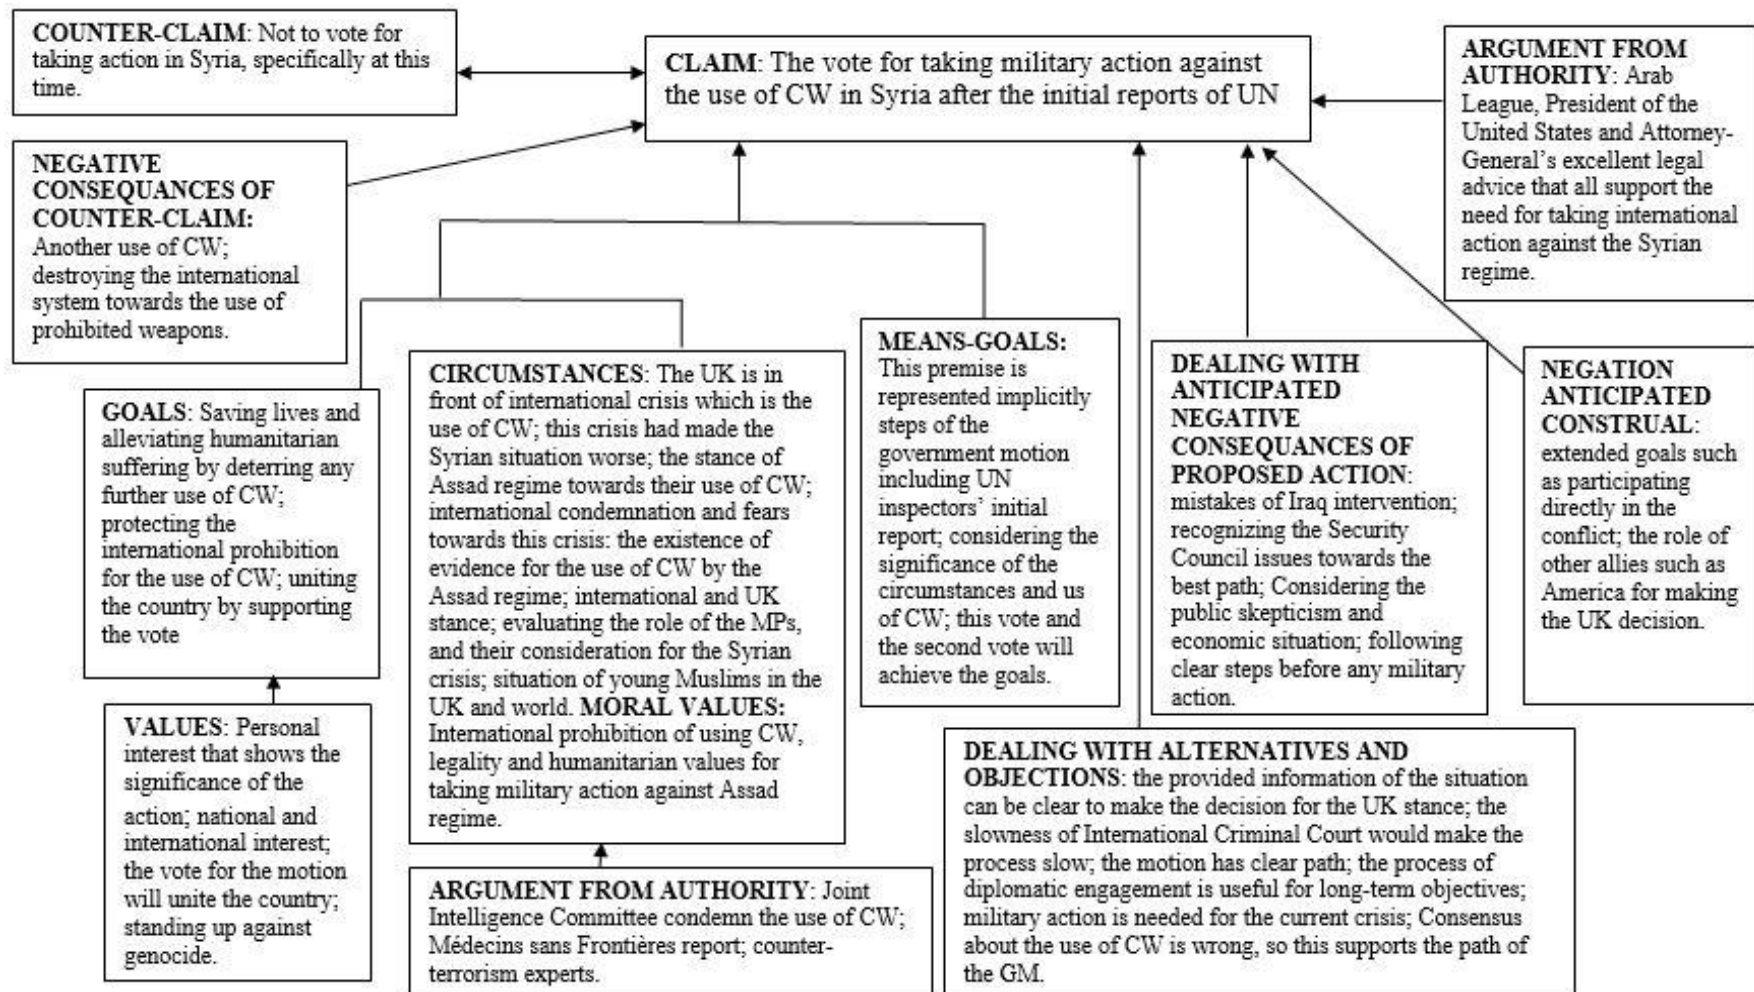 COUNTER-CLAIM: Not to vote for
taking action in Syria, specifically at this
time.
CLAIM: The vote for taking military action against
the use of CW in Syria after the initial reports of UN
ARGUMENT FROM
AUTHORITY: Arab
League, President of the
United States and Attorney-
General's excellent legal
advice that all support the
need for taking international
action against the Syrian
regime.
NEGATIVE
CONSEQUANCES OF
COUNTER-CLAIM:
Another use of CW;
destroying the international
system towards the use of
prohibited weapons.
GOALS: Saving lives and
alleviating humanitarian
suffering by deterring any
further use of CW;
protecting the
international prohibition
for the use of CW; uniting
the country by supporting
the vote
CIRCUMSTANCES: The UK is in
front of international crisis which is the
use of CW; this crisis had made the
Syrian situation worse; the stance of
Assad regime towards their use of CW;
international condemnation and fears
towards this crisis: the existence of
evidence for the use of CW by the
Assad regime; international and UK
stance; evaluating the role of the MPs,
and their consideration for the Syrian
crisis; situation of young Muslims in the
UK and world. MORAL VALUES:
International prohibition of using CW,
legality and humanitarian values for
taking military action against Assad
regime.
MEANS-GOALS:
This premise is
represented implicitly
steps of the
government motion
including UN
inspectors' initial
report; considering the
significance of the
circumstances and us
of CW; this vote and
the second vote will
achieve the goals.
DEALING WITH
ANTICIPATED
NEGATIVE
CONSEQUANCES OF
PROPOSED ACTION:
mistakes of Iraq intervention;
recognizing the Security
Council issues towards the
best path; Considering the
public skepticism and
economic situation; following
clear steps before any military
action.
NEGATION
ANTICIPATED
CONSTRUAL:
extended goals such
as participating
directly in the
conflict; the role of
other allies such as
America for making
the UK decision.
VALUES: Personal
interest that shows the
significance of the
action; national and
international interest;
the vote for the motion
will unite the country;
standing up against
genocide.
ARGUMENT FROM AUTHORITY: Joint
Intelligence Committee condemn the use of CW;
Médecins sans Frontières report; counter-
terrorism experts.
DEALING WITH ALTERNATIVES AND
OBJECTIONS: the provided information of the situation
can be clear to make the decision for the UK stance; the
slowness of International Criminal Court would make the
process slow; the motion has clear path; the process of
diplomatic engagement is useful for long-term objectives;
military action is needed for the current crisis; Consensus
about the use of CW is wrong, so this supports the path of
the GM.